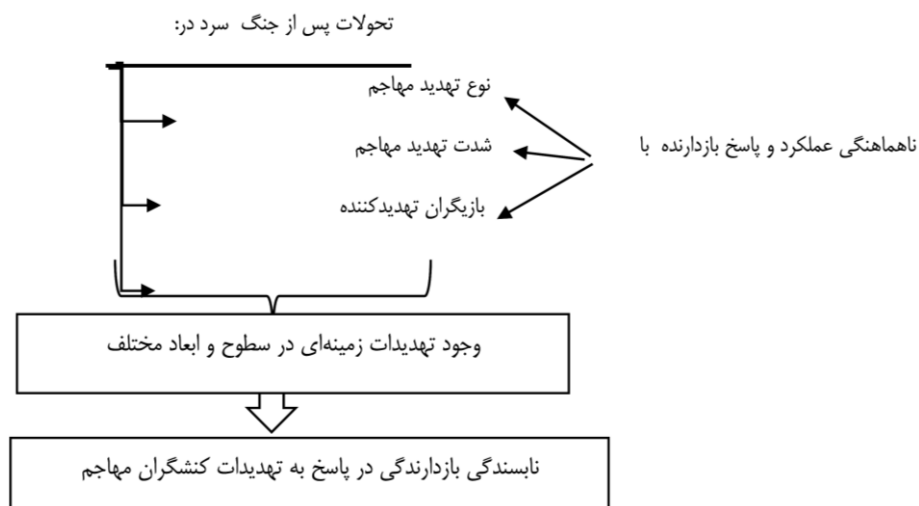 تحولات پس از جنگ سرد در:
نوع تهدید مهاجم
شدت تهدید مهاجم
ناهماهنگی عملکرد و پاسخ بازدارنده با
بازیگران تهدیدکننده
وجود تهدیدات زمینه‌ای در سطوح و ابعاد مختلف
نابسندگی بازدارندگی در پاسخ به تهدیدات کنشگران مهاجم